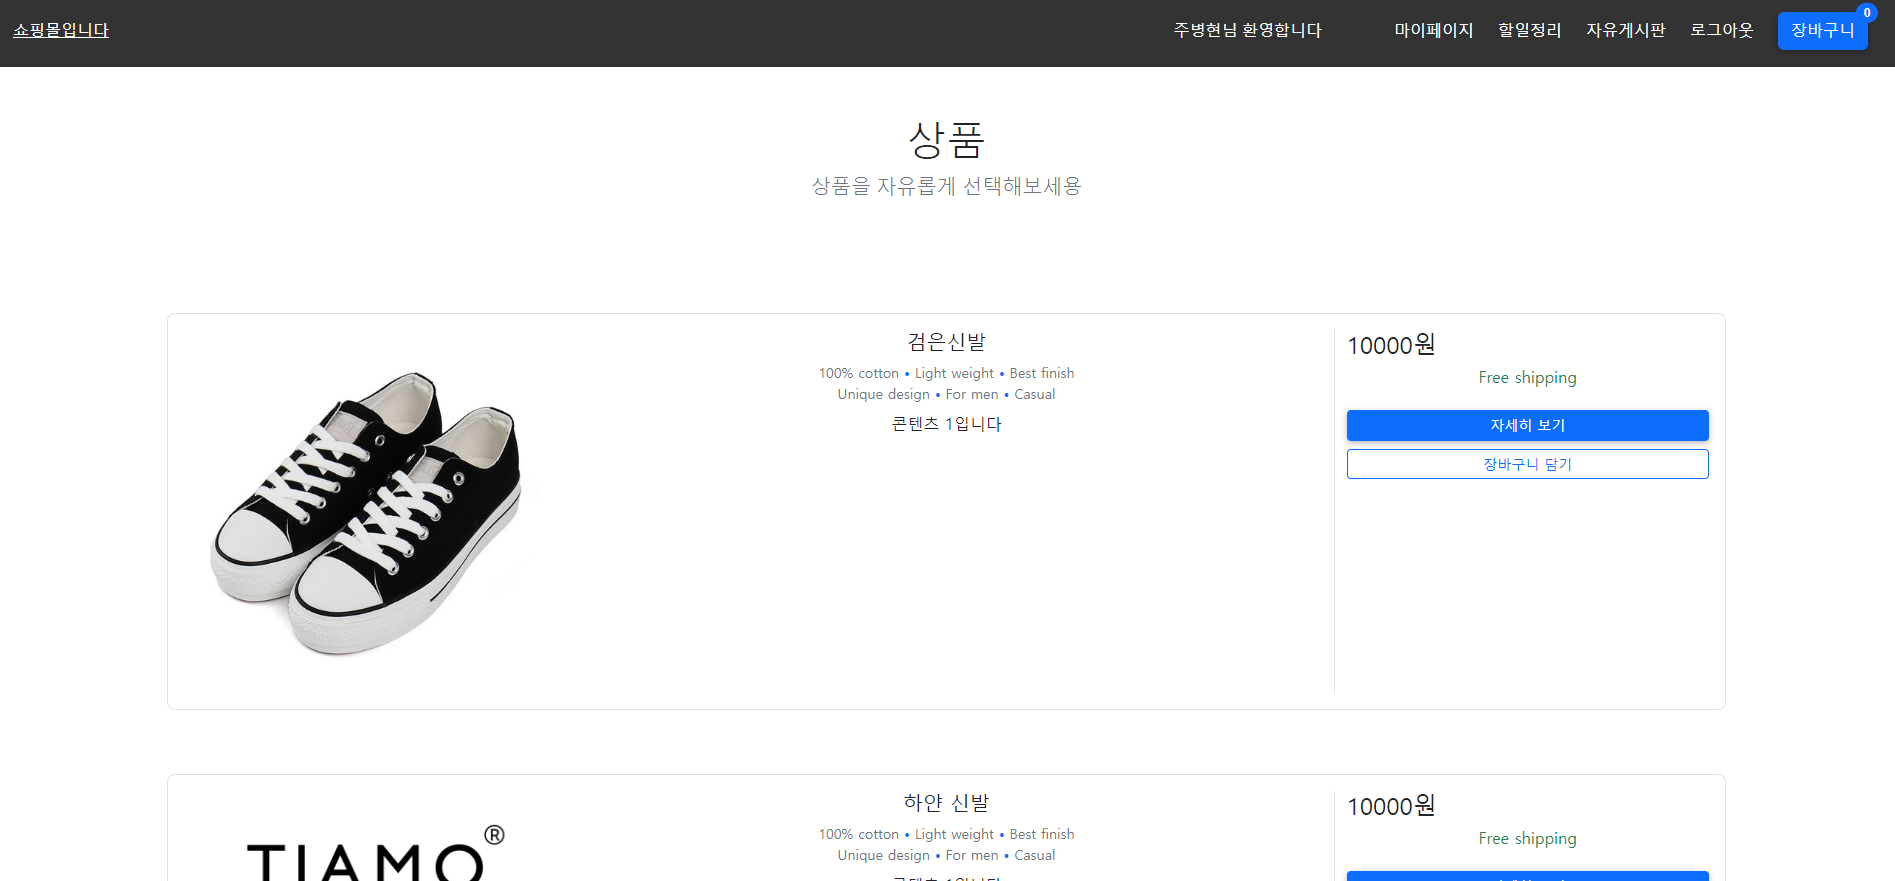 쇼핑몰입니다 주병현님 환영합니다 마이페이지 할일정리 자유게시판 로그아웃 장바구니 0
상품
상품을 자유롭게 선택해보세용
검은신발
100% cotton • Light weight • Best finish
Unique design • For men • Casual
콘텐츠 1입니다
10000원
Free shipping
자세히 보기
장바구니 담기
TIAMO®
하얀 신발
100% cotton • Light weight • Best finish
Unique design • For men • Casual
10000원
Free shipping